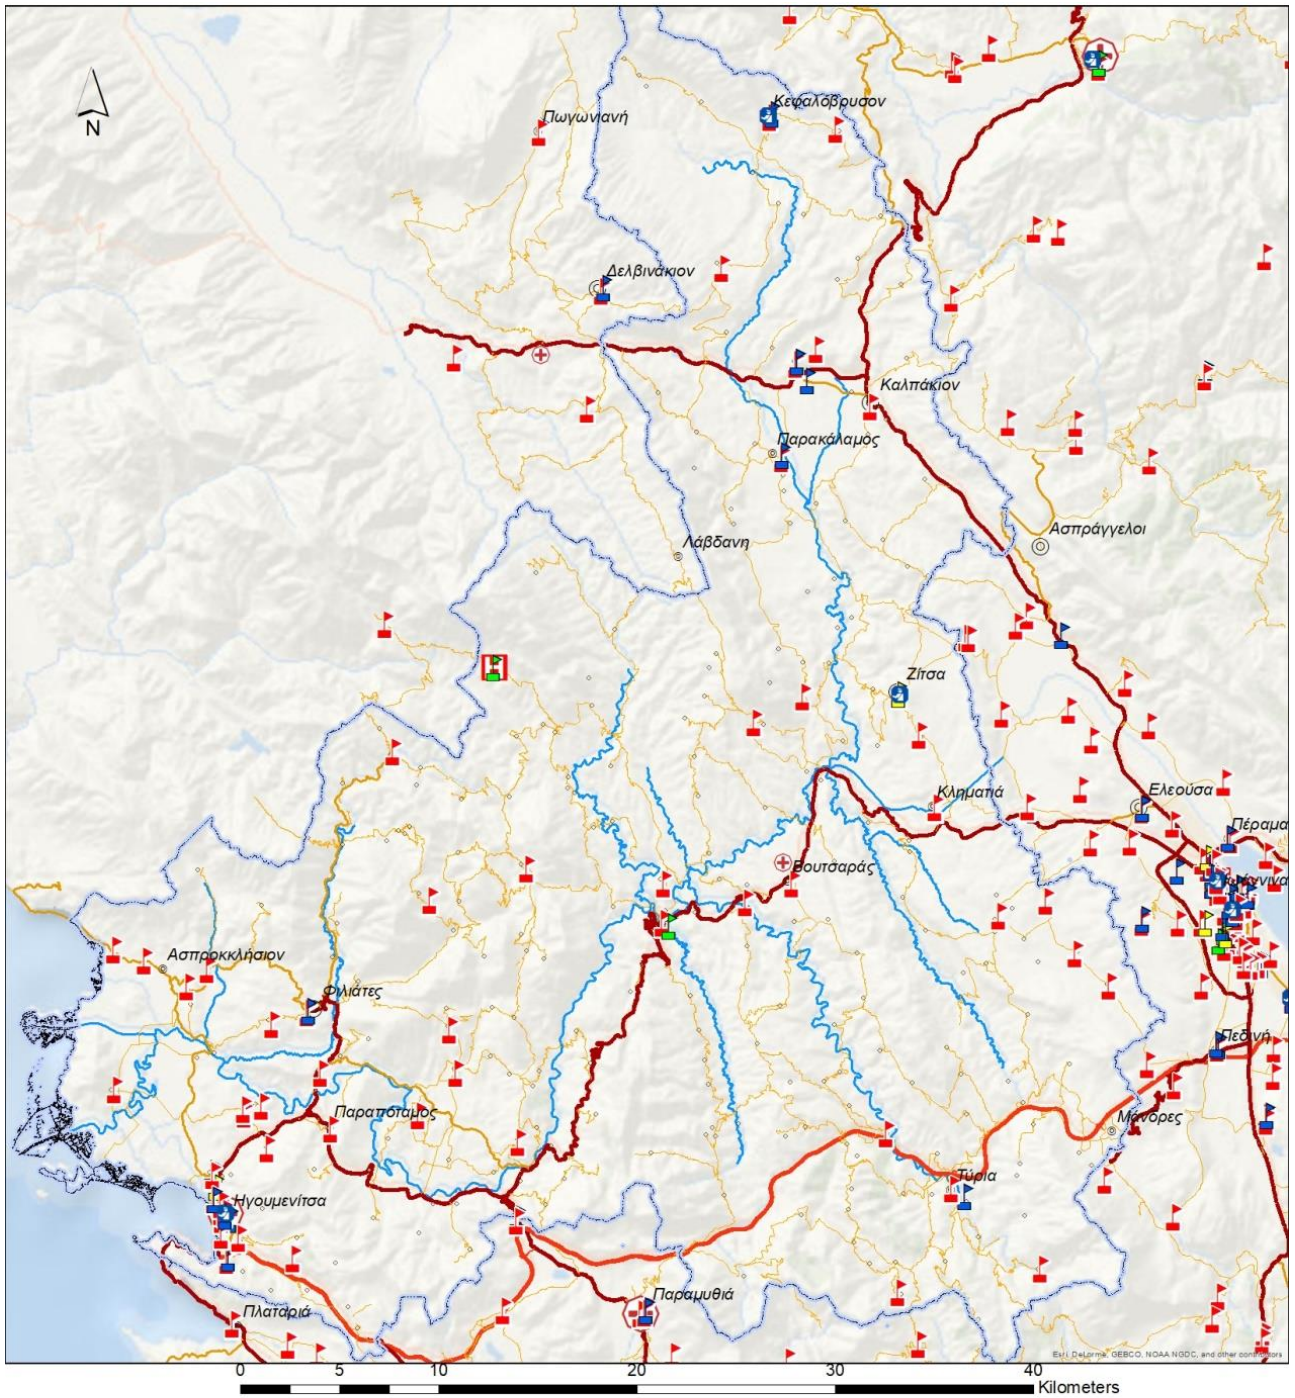 Κεφαλόβρυσον
Πωγωνιανή
N
Δελβινάκιον
Καλπάκιον
Παρακάλαμος
Ασπράγγελοι
Λάβδανη
Ζίτσα
Κληματιά
Ελεούσα
Πέραμα
Βουτσαράς
Ασπροκκλήσιον
Φιλιάτες
Πεδινή
Παραπόταμος
Μάνδρες
Τύρια
Ηγουμενίτσα
Παραμυθιά
Πλαταριά
Esri, DeLorme, GEBCO, NOAA NGDC, and other contributors
0 5 10 20 30 40
Kilometers